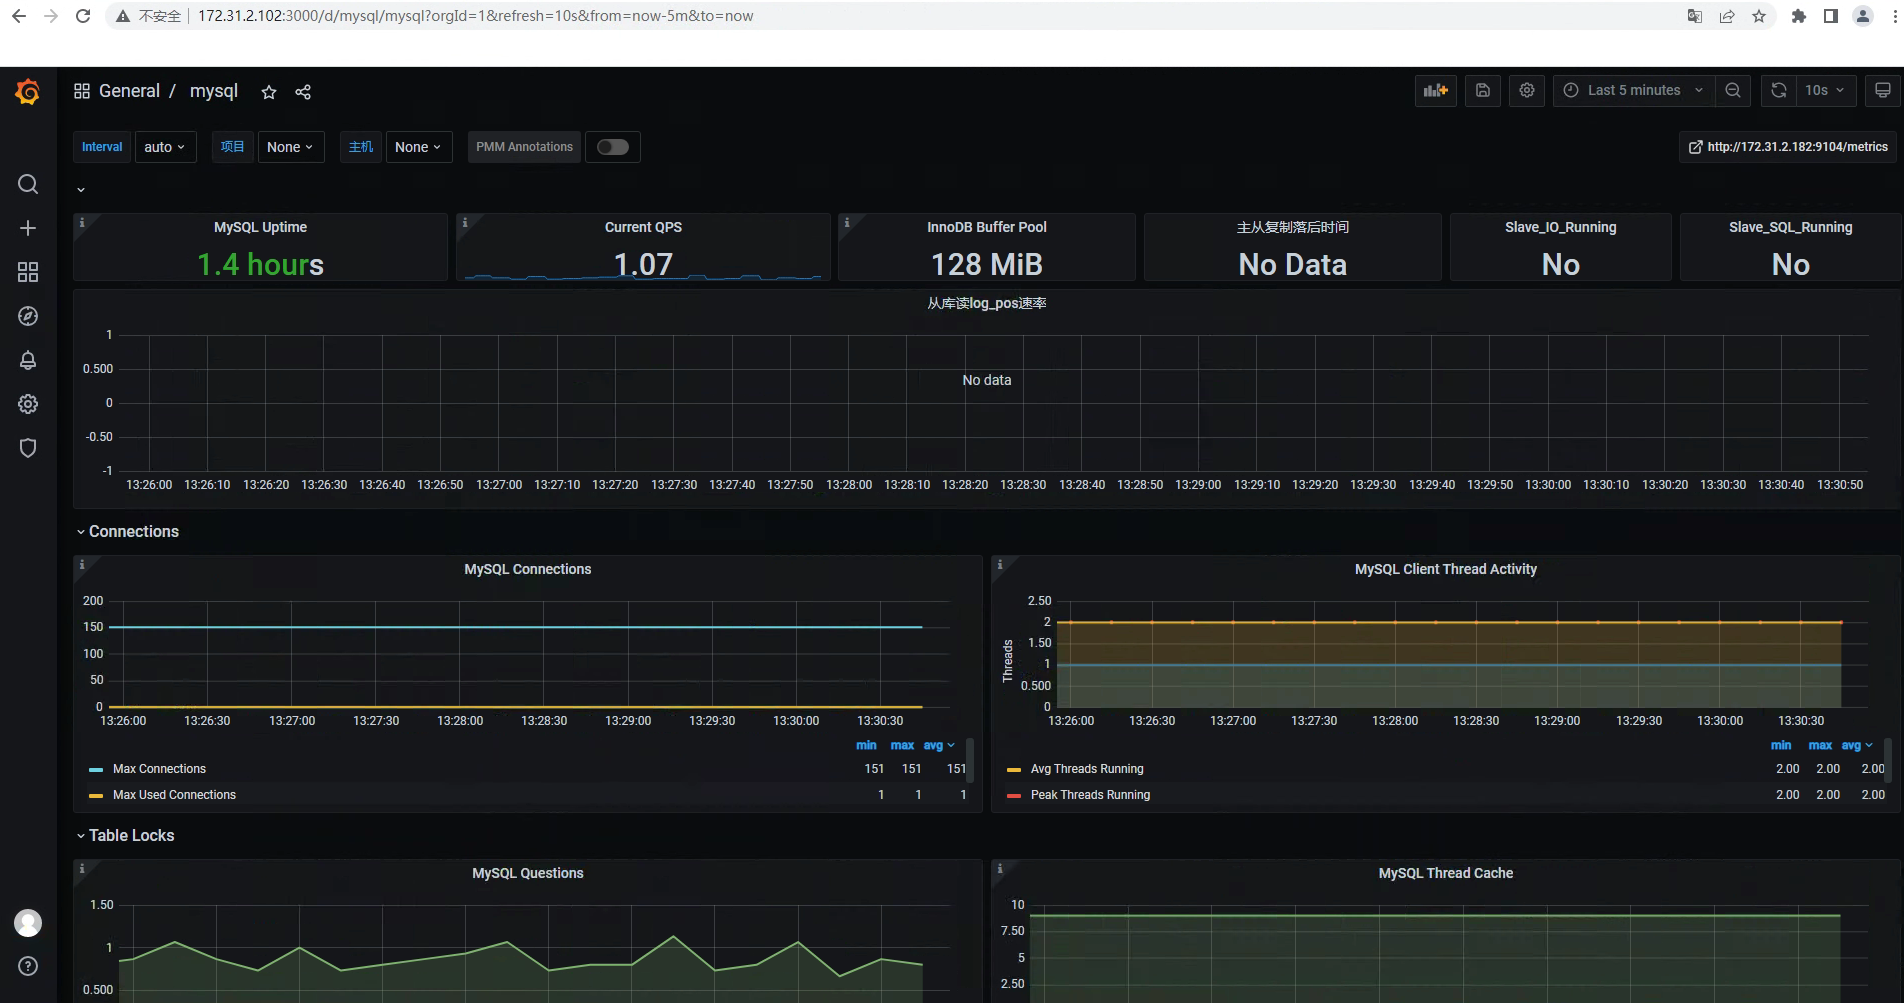 不安全 172.31.2.102:3000/d/mysql/mysql?orgId=1&refresh=10s&from=now-5m&to=now
General / mysql
Last 5 minutes
10s
Interval auto 项目 None 主机 None PMM Annotations
http://172.31.2.182:9104/metrics
MySQL Uptime
1.4 hours
Current QPS
1.07
InnoDB Buffer Pool
128 MiB
主从复制落后时间
No Data
Slave_IO_Running
No
Slave_SQL_Running
No
从库读log_pos速率
1
0.500
0
-0.50
-1
No data
13:26:00 13:26:10 13:26:20 13:26:30 13:26:40 13:26:50 13:27:00 13:27:10 13:27:20 13:27:30 13:27:40 13:27:50 13:28:00 13:28:10 13:28:20 13:28:30 13:28:40 13:28:50 13:29:00 13:29:10 13:29:20 13:29:30 13:29:40 13:29:50 13:30:00 13:30:10 13:30:20 13:30:30 13:30:40 13:30:50
Connections
MySQL Connections
200
150
100
50
0
13:26:00 13:26:30 13:27:00 13:27:30 13:28:00 13:28:30 13:29:00 13:29:30 13:30:00 13:30:30
min max avg
Max Connections 151 151 151
Max Used Connections 1 1 1
MySQL Client Thread Activity
Threads
2.50
2
1.50
1
0.500
0
13:26:00 13:26:30 13:27:00 13:27:30 13:28:00 13:28:30 13:29:00 13:29:30 13:30:00 13:30:30
min max avg
Avg Threads Running 2.00 2.00 2.00
Peak Threads Running 2.00 2.00 2.00
Table Locks
MySQL Questions
1.50
1
0.500
MySQL Thread Cache
10
7.50
5
2.50